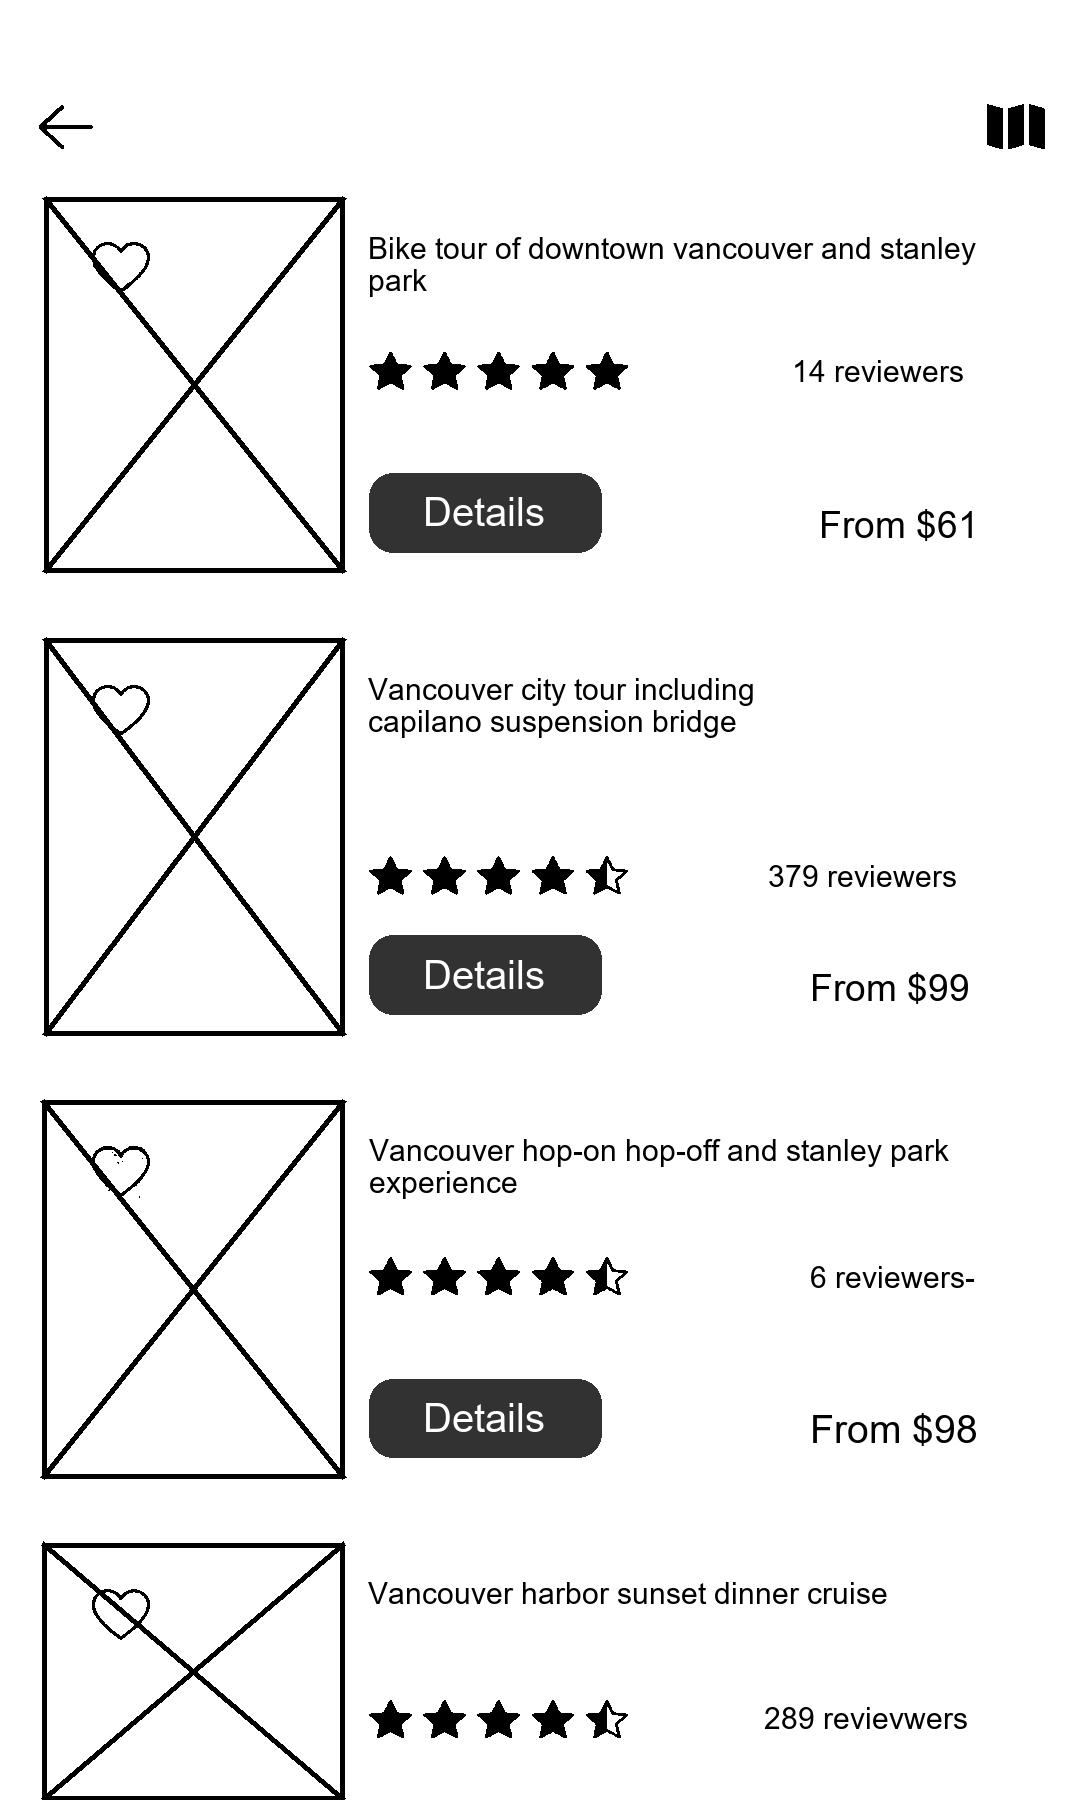 Bike tour of downtown vancouver and stanley
park
14 reviewers
Details
From $61
Vancouver city tour including
capilano suspension bridge
379 reviewers
Details
From $99
Vancouver hop-on hop-off and stanley park
experience
6 reviewers-
Details
From $98
Vancouver harbor sunset dinner cruise
289 revievwers